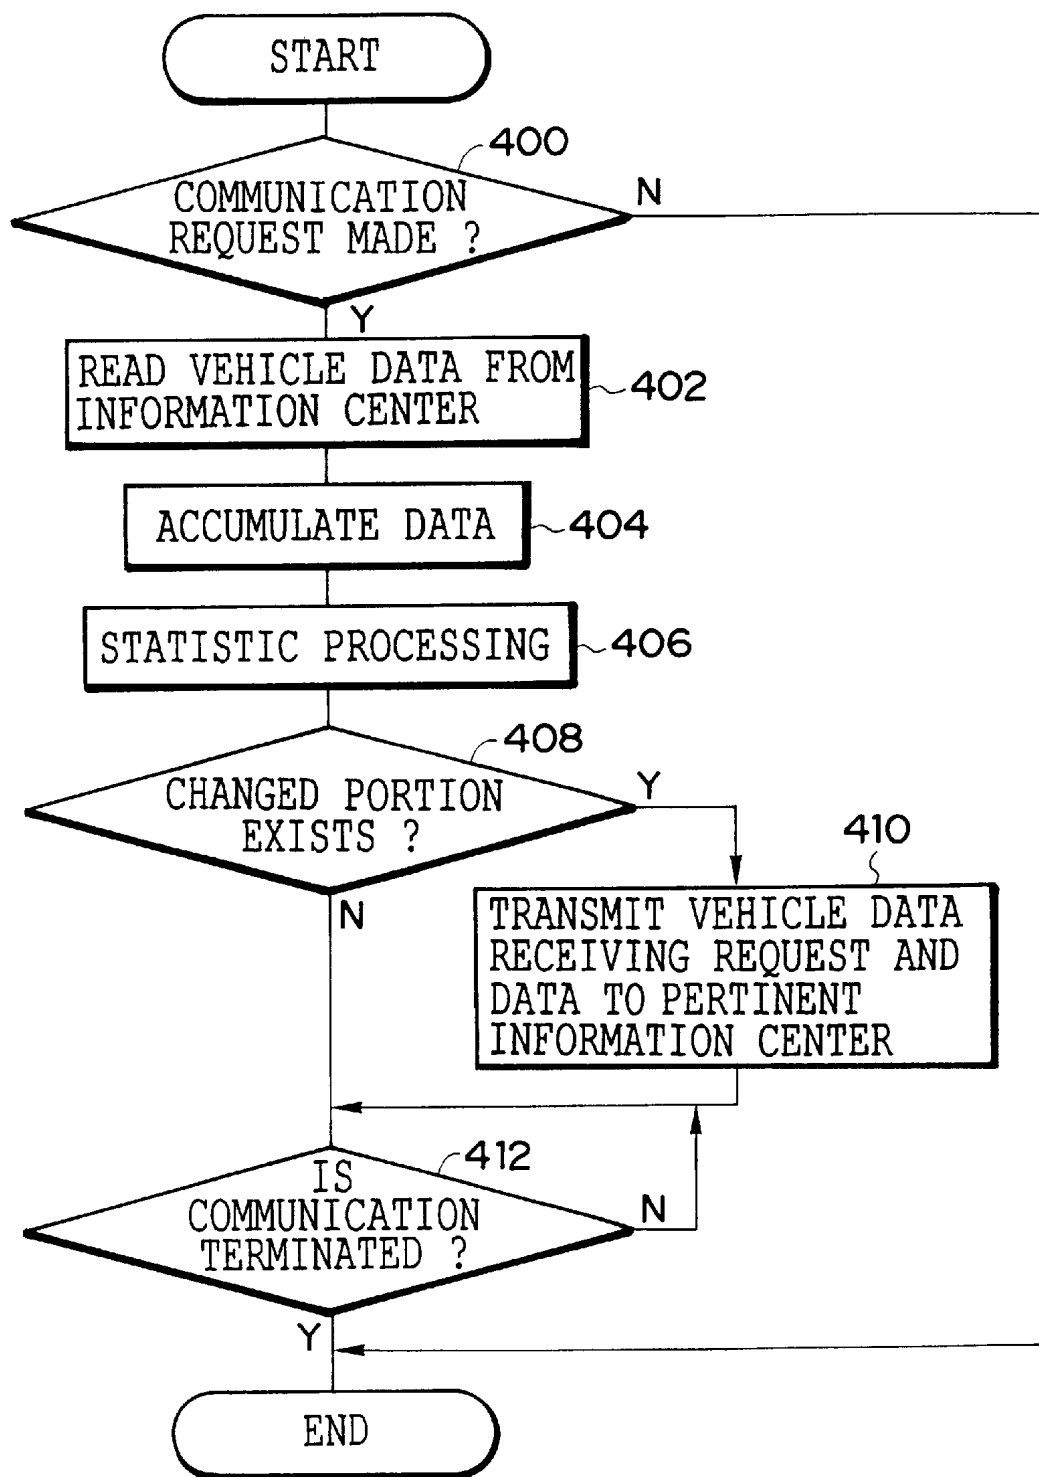 START
400
COMMUNICATION
REQUEST MADE ?
N
Y
READ VEHICLE DATA FROM
INFORMATION CENTER
402
ACCUMULATE DATA
404
STATISTIC PROCESSING
406
408
CHANGED PORTION
EXISTS ?
Y
N
410
TRANSMIT VEHICLE DATA
RECEIVING REQUEST AND
DATA TO PERTINENT
INFORMATION CENTER
412
IS
COMMUNICATION
TERMINATED ?
N
Y
END